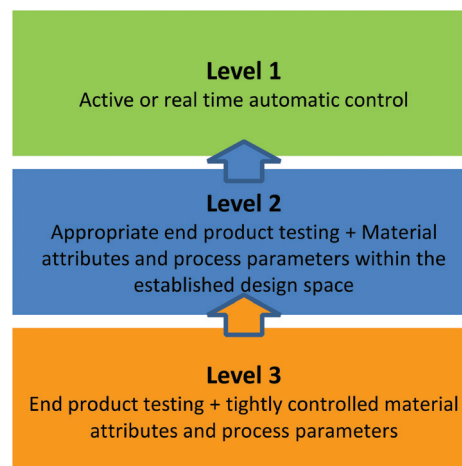 Level 1
Active or real time automatic control
Level 2
Appropriate end product testing + Material
attributes and process parameters within the
established design space
Level 3
End product testing + tightly controlled material
attributes and process parameters